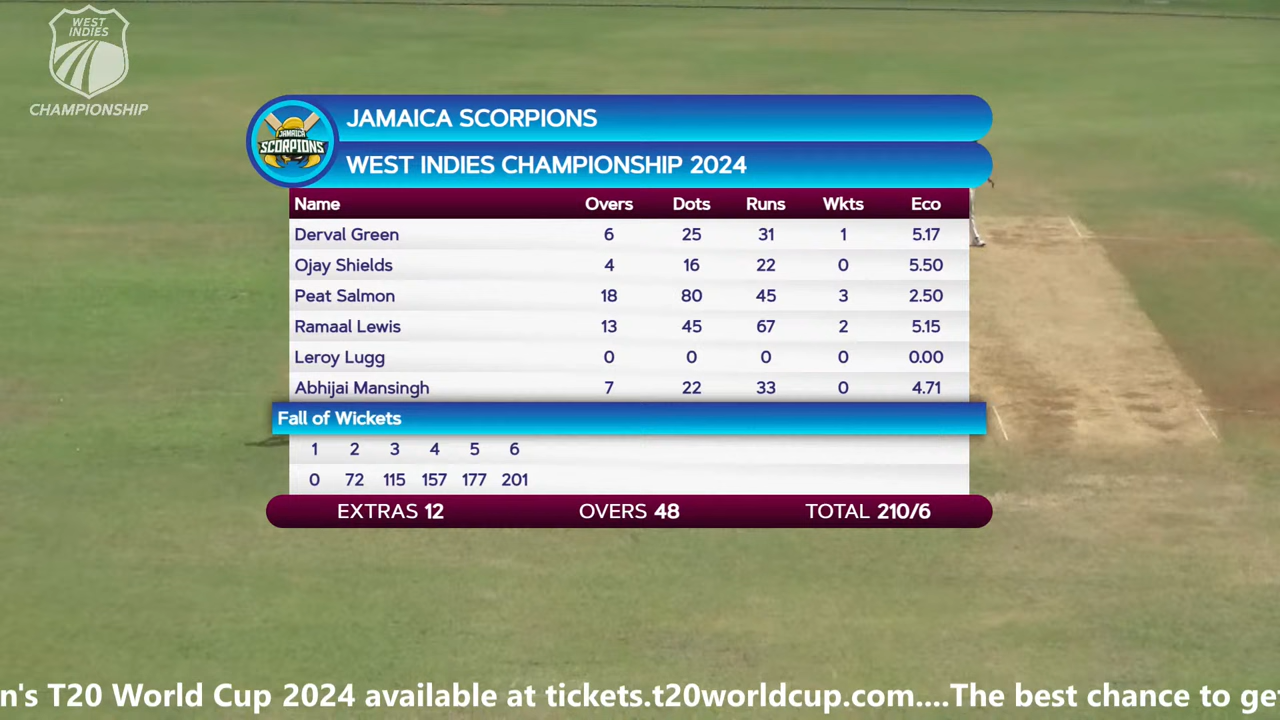 WEST
INDIES
CHAMPIONSHIP
JAMAICA
SCORPIONS
JAMAICA SCORPIONS
WEST INDIES CHAMPIONSHIP 2024
Name Overs Dots Runs Wkts Eco
Derval Green 6 25 31 1 5.17
Ojay Shields 4 16 22 0 5.50
Peat Salmon 18 80 45 3 2.50
Ramaal Lewis 13 45 67 2 5.15
Leroy Lugg 0 0 0 0 0.00
Abhijai Mansingh 7 22 33 0 4.71
Fall of Wickets
1 2 3 4 5 6
0 72 115 157 177 201
EXTRAS 12 OVERS 48 TOTAL 210/6
n's T20 World Cup 2024 available at tickets.t20worldcup.com....The best chance to get